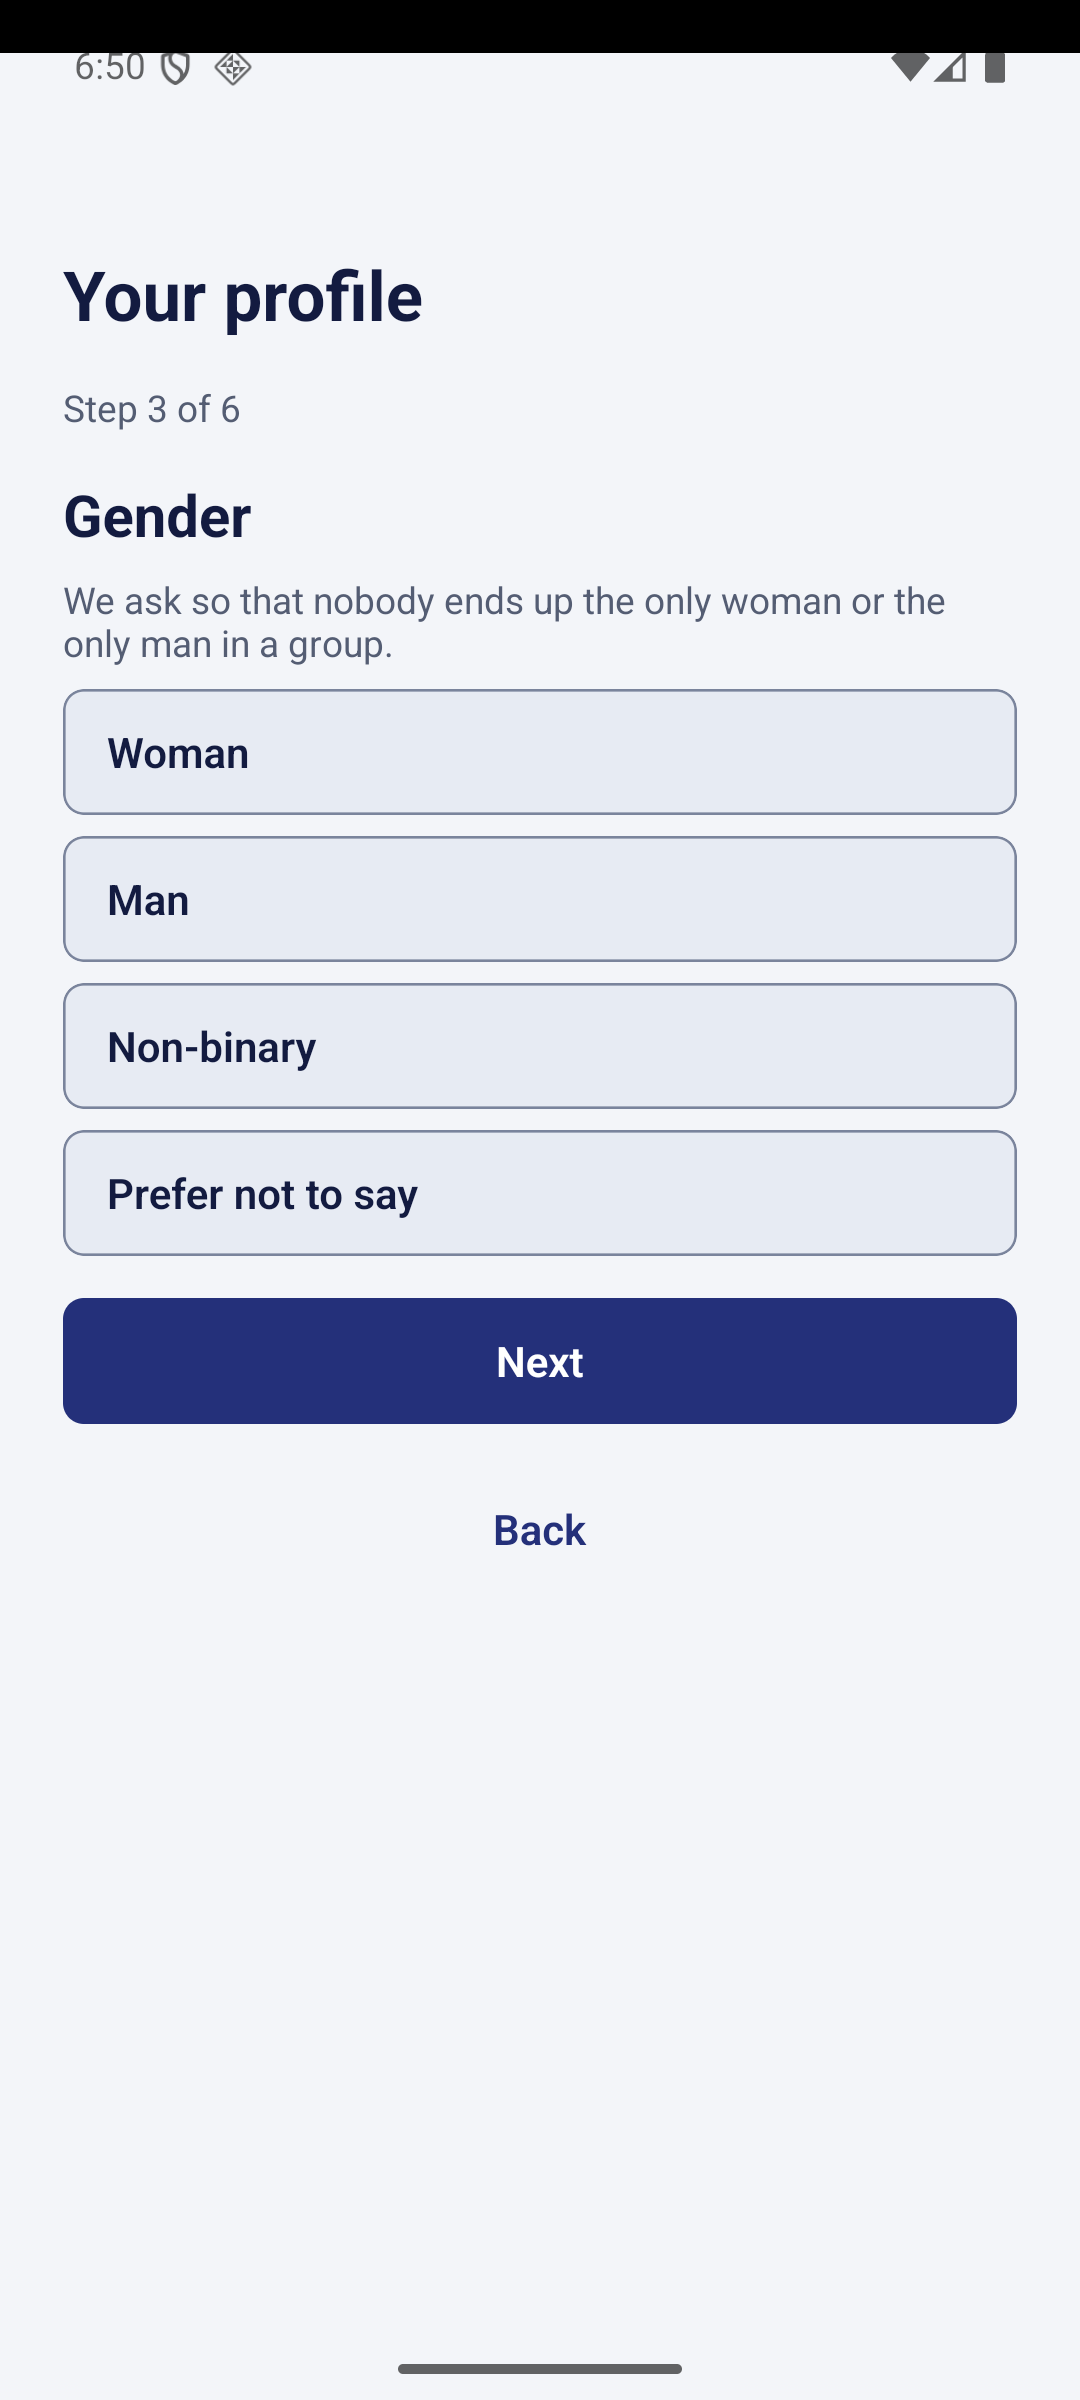 6:50
Your profile
Step 3 of 6
Gender
We ask so that nobody ends up the only woman or the
only man in a group.
Woman
Man
Non-binary
Prefer not to say
Next
Back